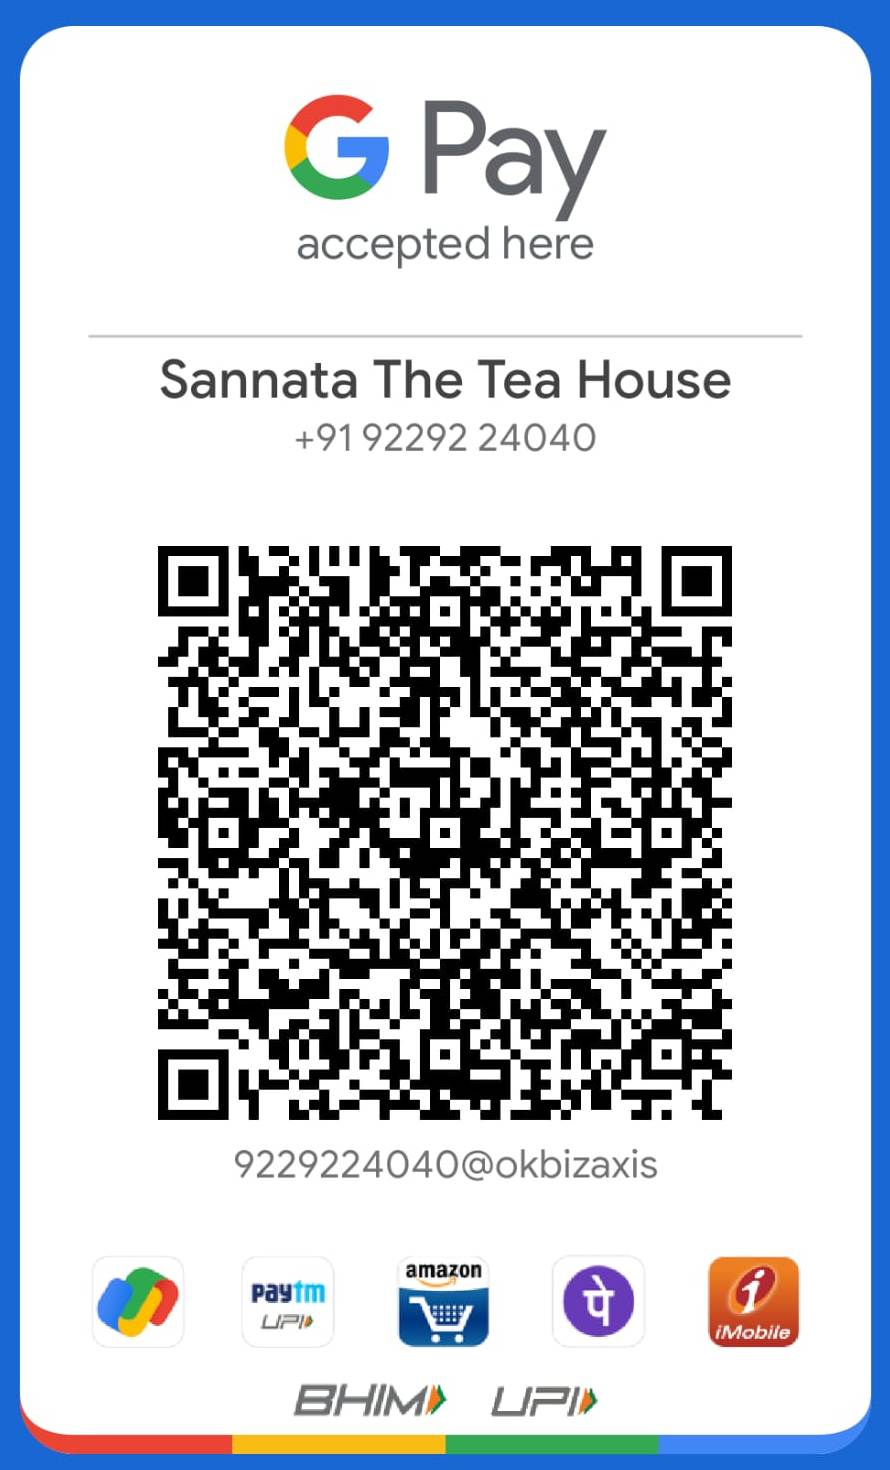 G Pay
accepted here
Sannata The Tea House
+91 92292 24040
9229224040@okbizaxis
paytm
UPI
amazon
पे
i
iMobile
BHIM UPI